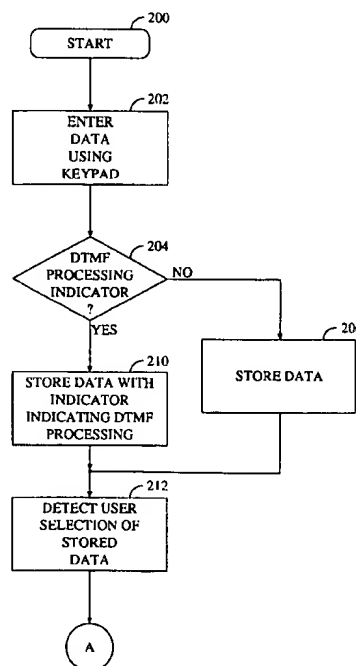 200
START
202
ENTER
DATA
USING
KEYPAD
204
DTMF
PROCESSING
INDICATOR
?
NO
YES
20
STORE DATA
210
STORE DATA WITH
INDICATOR
INDICATING DTMF
PROCESSING
212
DETECT USER
SELECTION OF
STORED
DATA
A